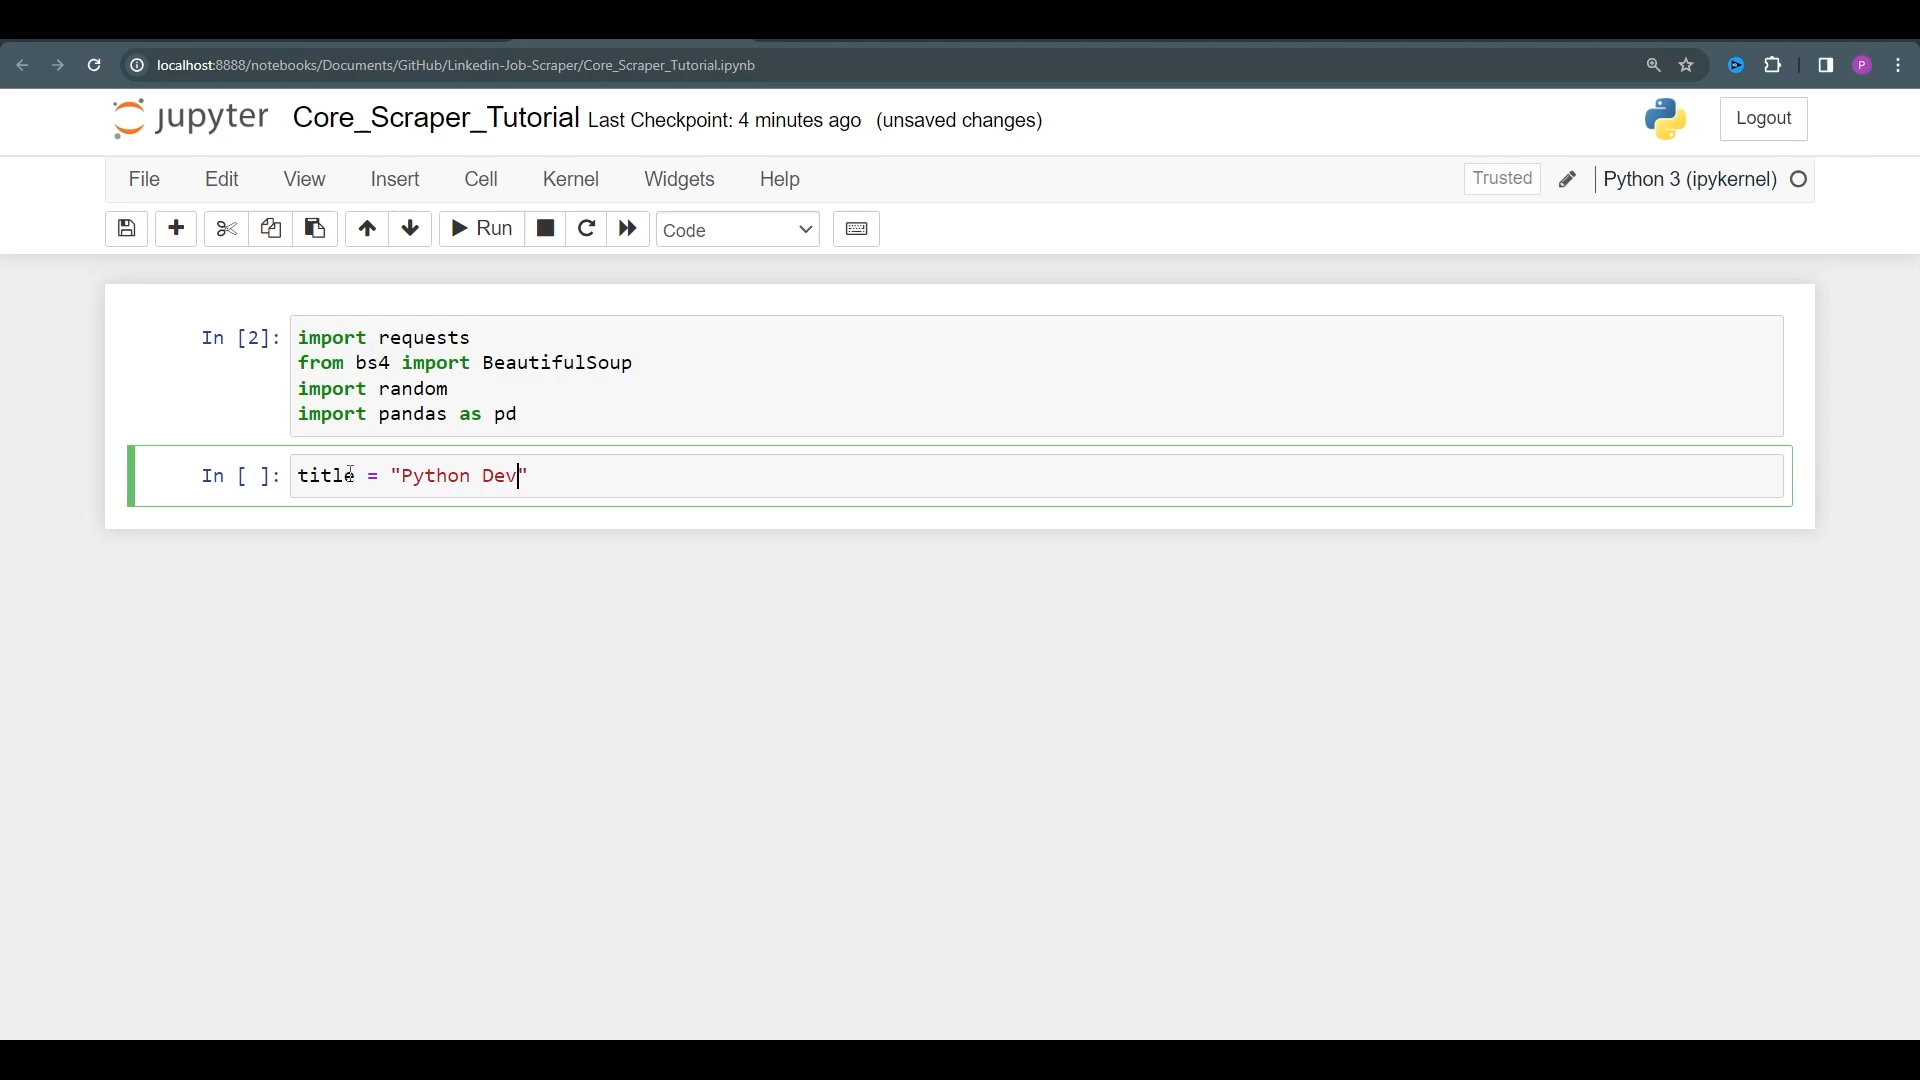 localhost:8888/notebooks/Documents/GitHub/Linkedin-Job-Scraper/Core_Scraper_Tutorial.ipynb
P
jupyter Core_Scraper_Tutorial Last Checkpoint: 4 minutes ago (unsaved changes)
Logout
File Edit View Insert Cell Kernel Widgets Help
Trusted Python 3 (ipykernel)
Run Code
In [2]: import requests
from bs4 import BeautifulSoup
import random
import pandas as pd
In [ ]: title = "Python Dev"